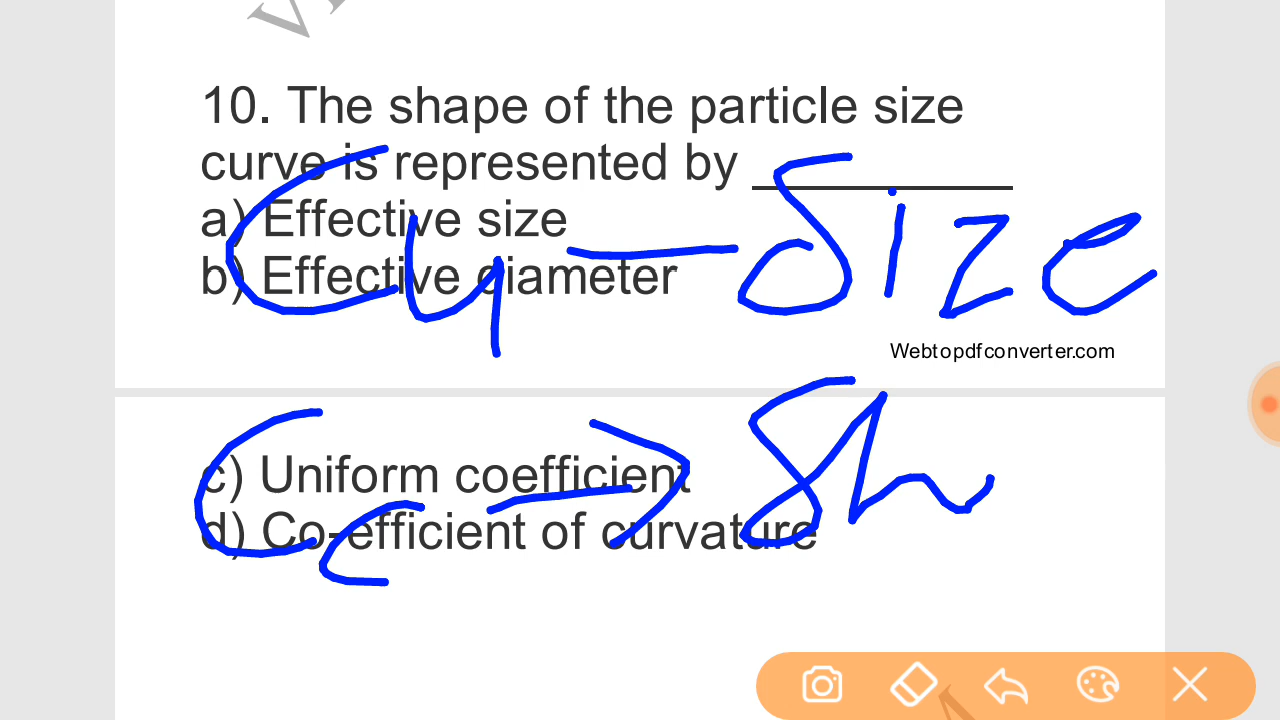 10. The shape of the particle size
curve is represented by __________
a) Effective size
b) Effective diameter
Cu - size
Webtopdfconverter.com
c) Uniform coefficient
d) Co-efficient of curvature
Cc → Sh